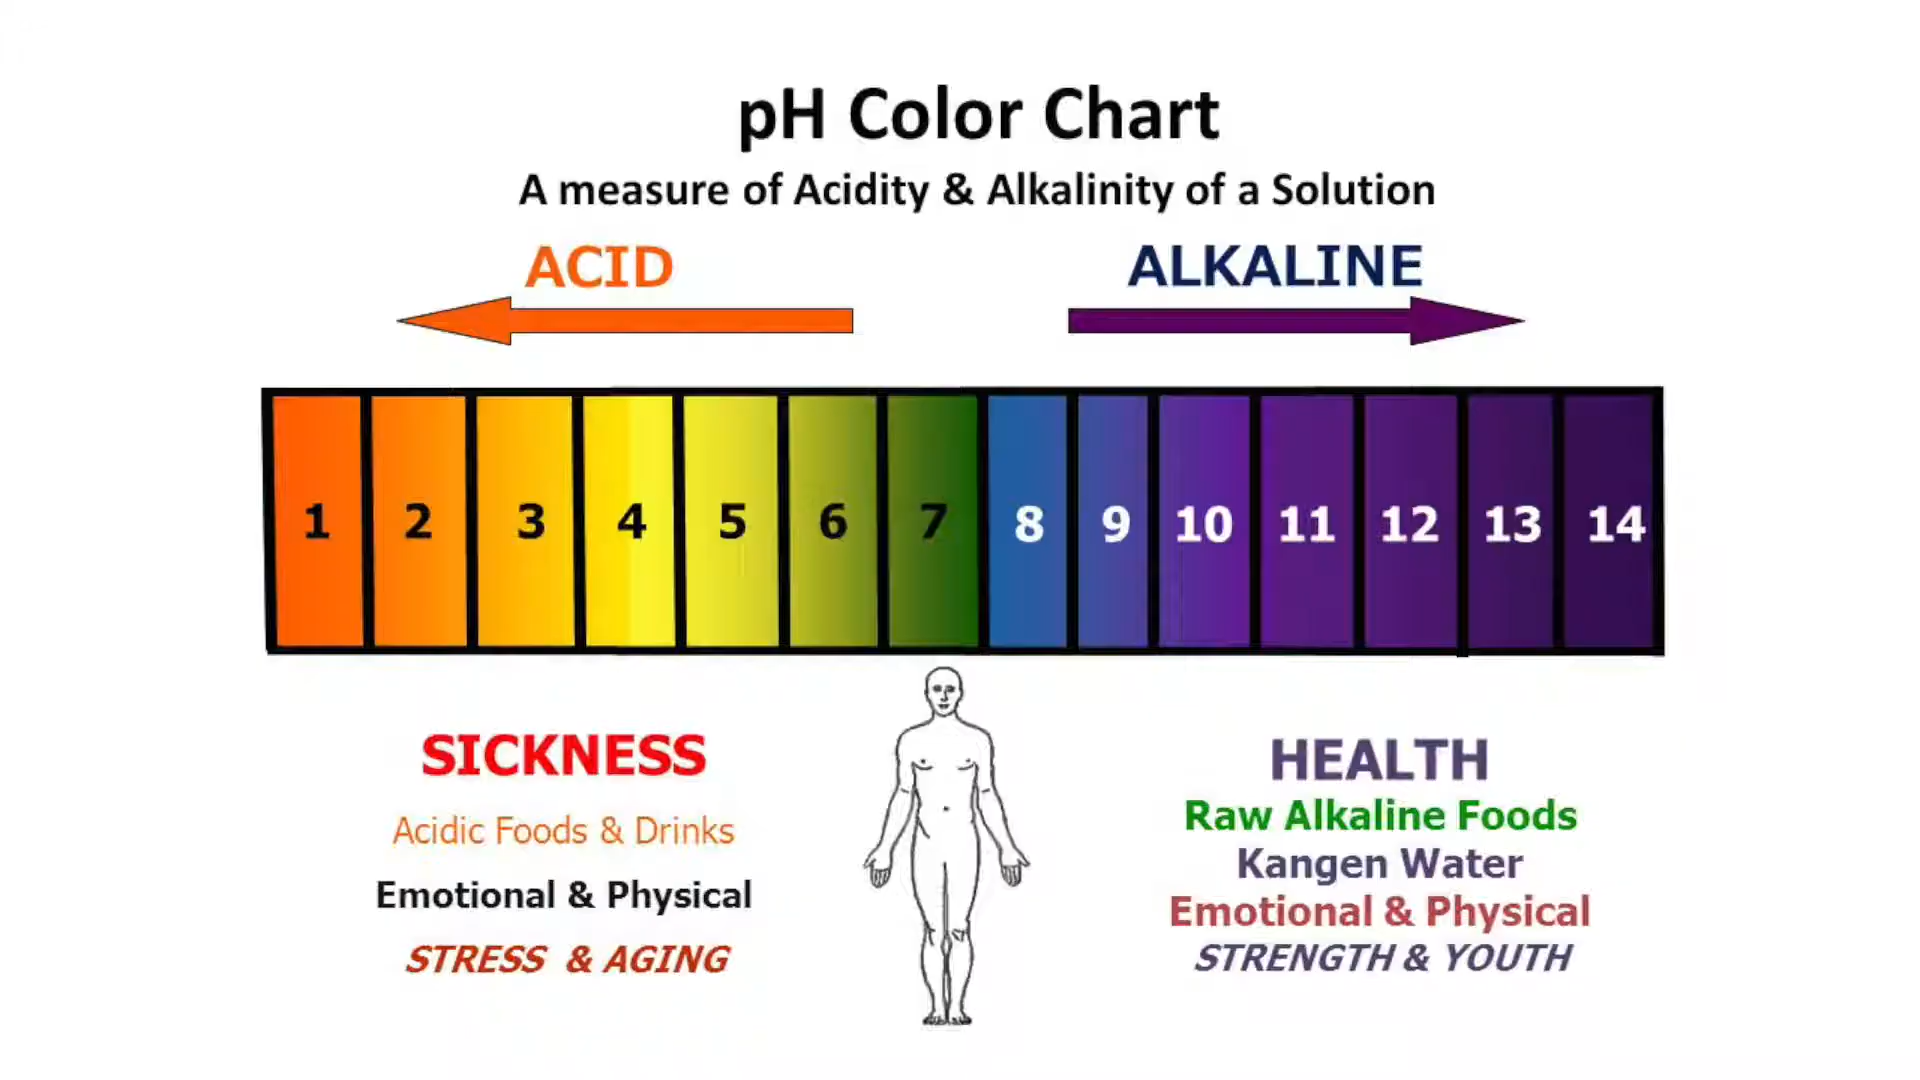 pH Color Chart
A measure of Acidity & Alkalinity of a Solution
ACID
ALKALINE
1 2 3 4 5 6 7 8 9 10 11 12 13 14
SICKNESS
Acidic Foods & Drinks
Emotional & Physical
STRESS & AGING
HEALTH
Raw Alkaline Foods
Kangen Water
Emotional & Physical
STRENGTH & YOUTH